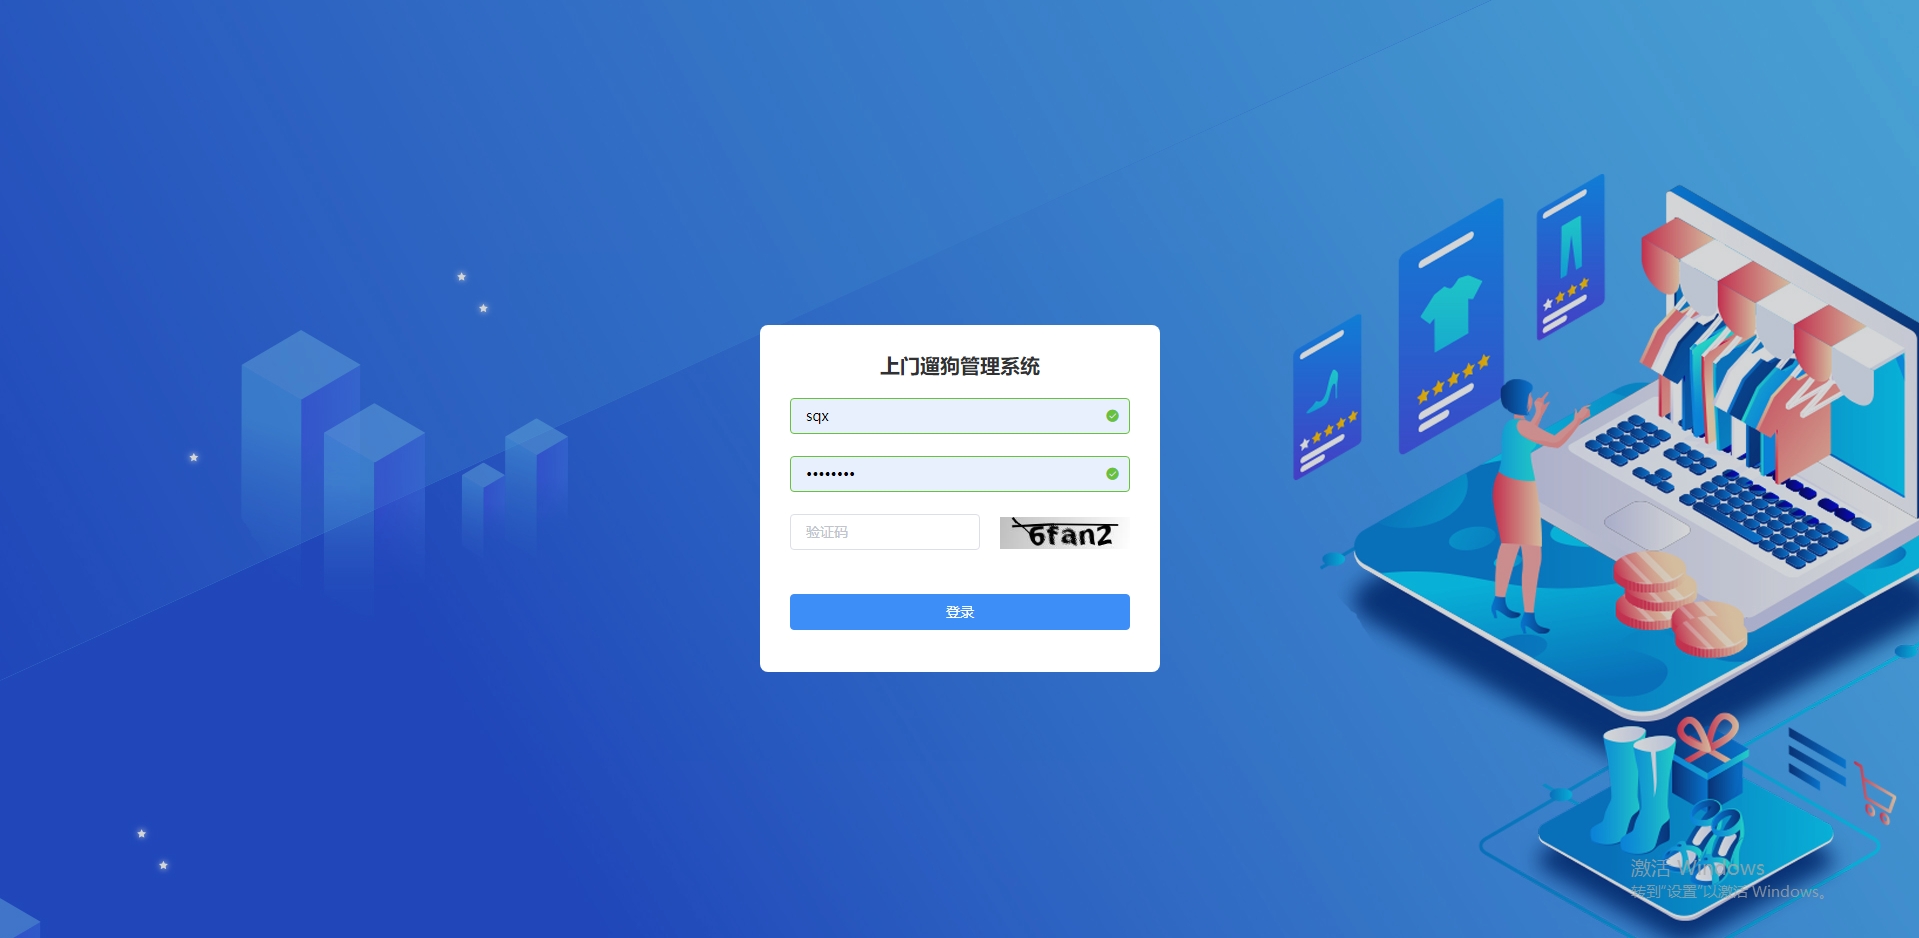 上门遛狗管理系统
sqx
••••••••
验证码
6fan2
登录
激活 Windows
转到"设置"以激活 Windows。